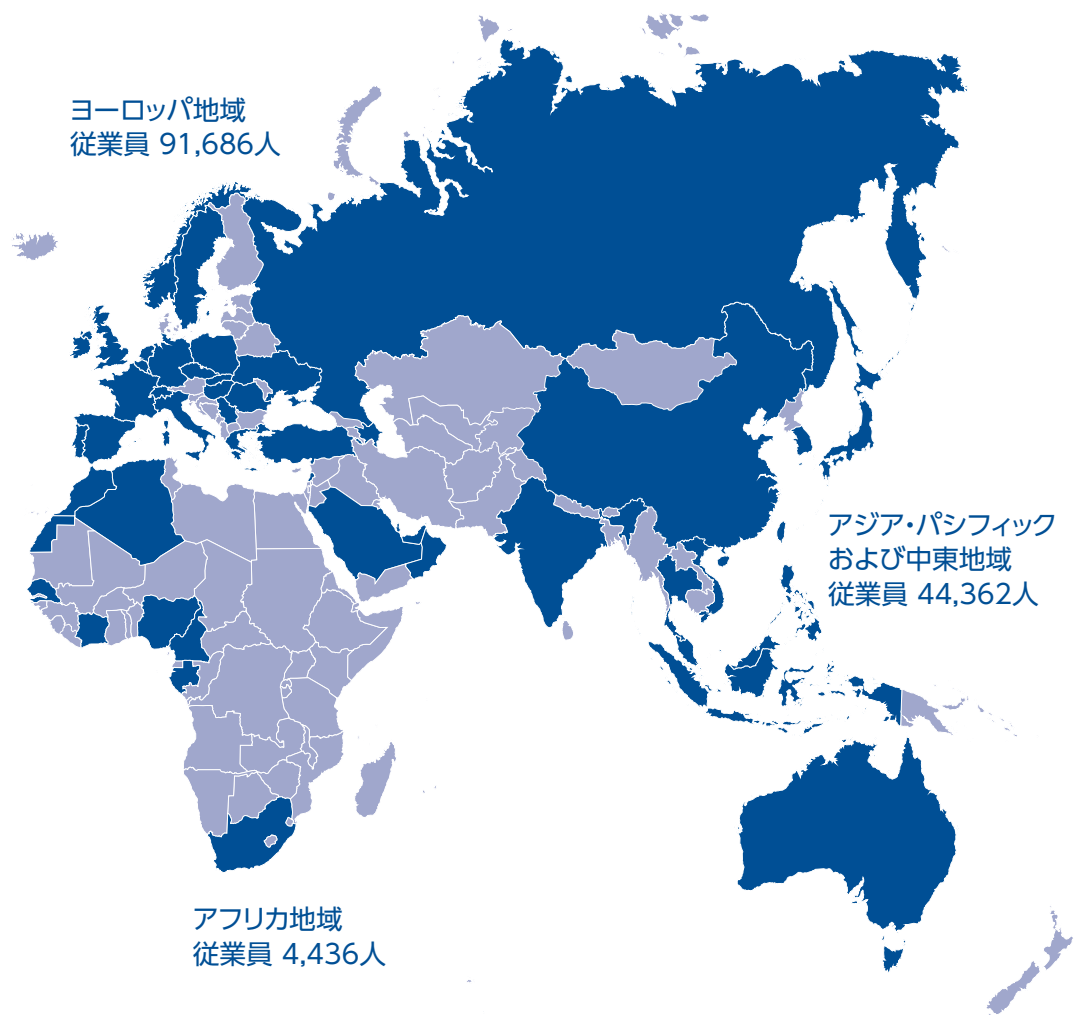 ヨーロッパ地域
従業員 91,686人
アジア・パシフィック
および中東地域
従業員 44,362人
アフリカ地域
従業員 4,436人